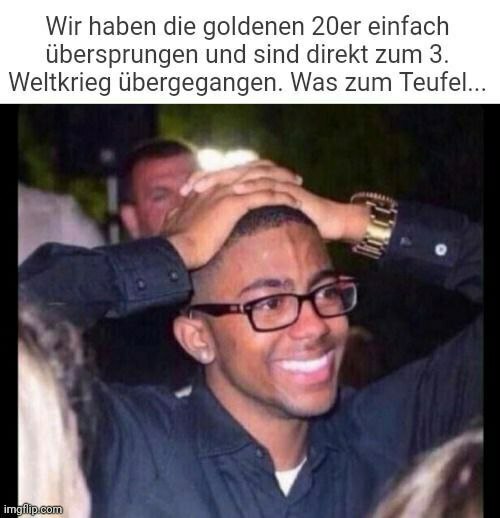 Wir haben die goldenen 20er einfach
übersprungen und sind direkt zum 3.
Weltkrieg übergegangen. Was zum Teufel...
imgflip.com